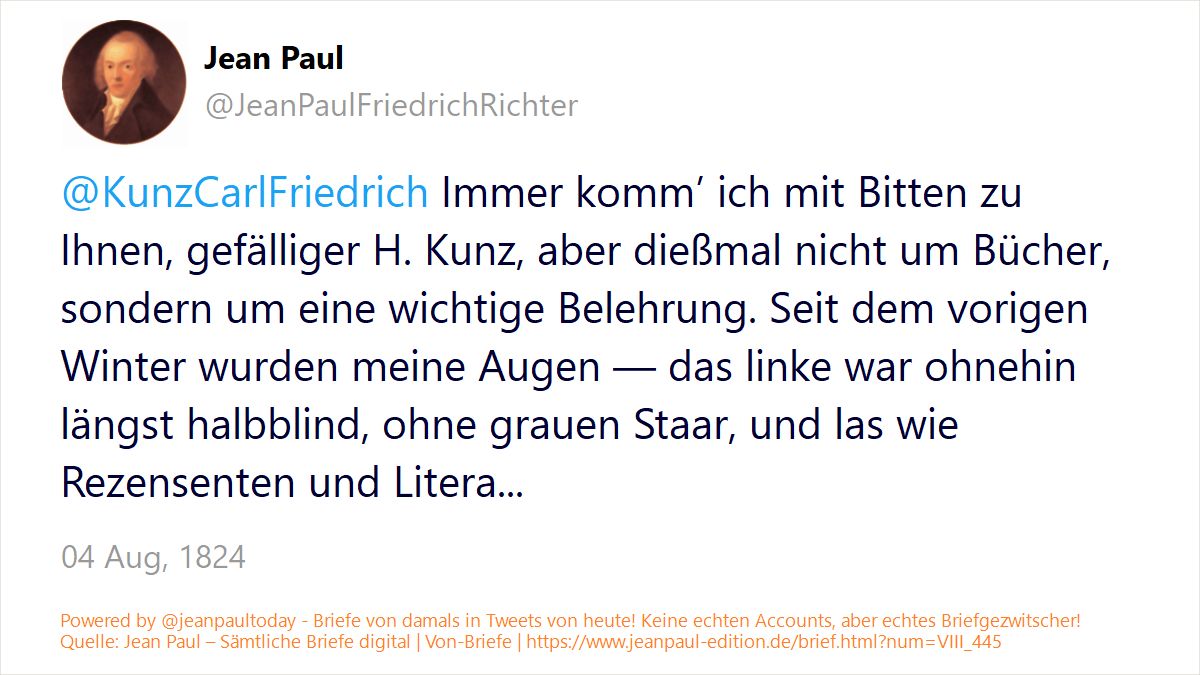 Jean Paul
@JeanPaulFriedrichRichter
@KunzCarlFriedrich Immer komm’ ich mit Bitten zu
Ihnen, gefälliger H. Kunz, aber dießmal nicht um Bücher,
sondern um eine wichtige Belehrung. Seit dem vorigen
Winter wurden meine Augen — das linke war ohnehin
längst halbblind, ohne grauen Staar, und las wie
Rezensenten und Litera...
04 Aug, 1824
Powered by @jeanpaultoday - Briefe von damals in Tweets von heute! Keine echten Accounts, aber echtes Briefgezwitscher!
Quelle: Jean Paul – Sämtliche Briefe digital | Von-Briefe | https://www.jeanpaul-edition.de/brief.html?num=VIII_445